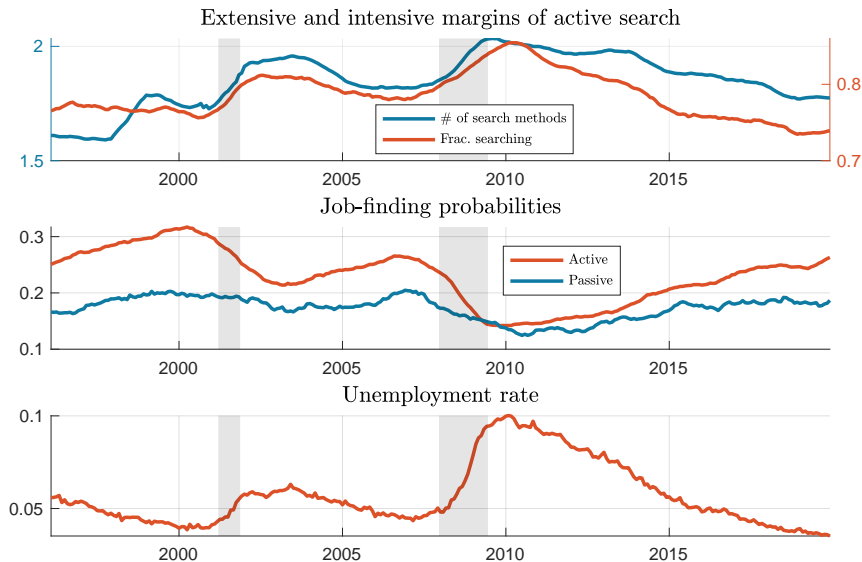 Extensive and intensive margins of active search
2
0.8
# of search methods
Frac. searching
1.5
0.7
2000 2005 2010 2015
Job-finding probabilities
0.3
Active
Passive
0.2
0.1
2000 2005 2010 2015
Unemployment rate
0.1
0.05
2000 2005 2010 2015